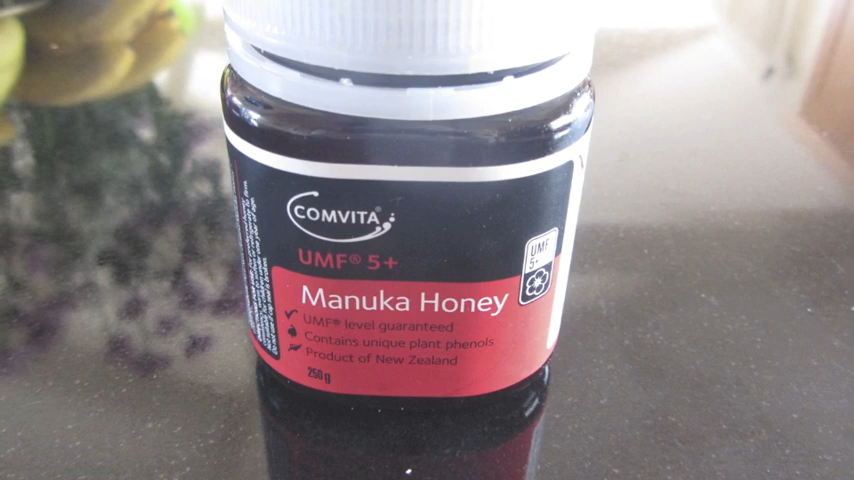 COMVITA®
UMF® 5+
UMF
5+
Manuka Honey
UMF® level guaranteed
Contains unique plant phenols
Product of New Zealand
250g